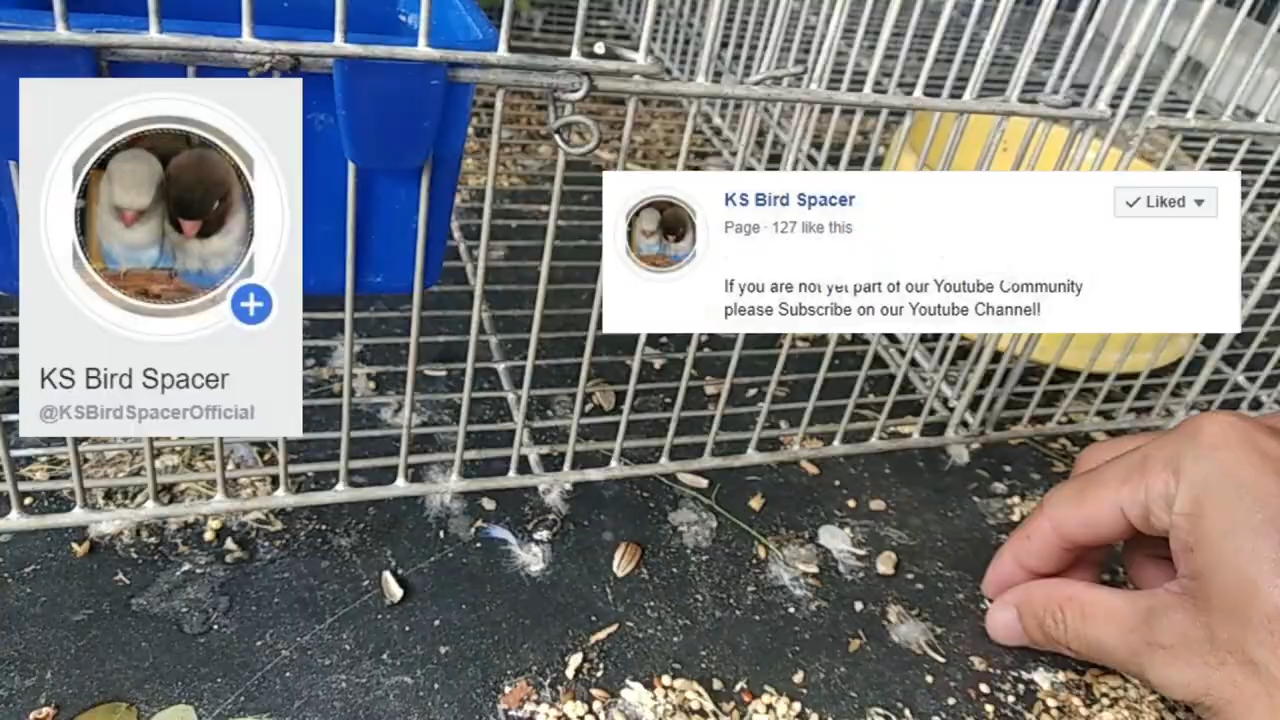 KS Bird Spacer
@KSBirdSpacerOfficial
KS Bird Spacer
Page · 127 like this
Liked
If you are not yet part of our Youtube Community
please Subscribe on our Youtube Channel!